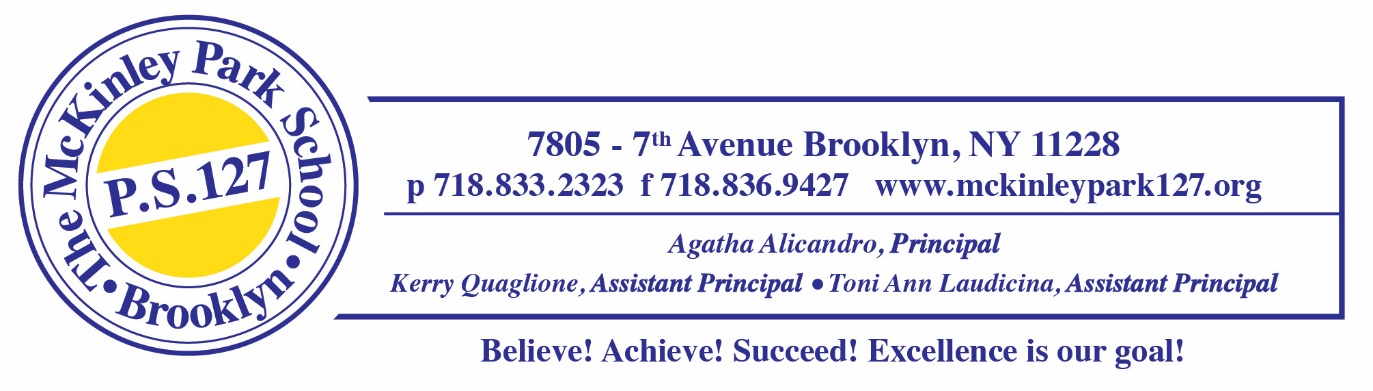 The McKinley Park School • Brooklyn •
P.S.127
7805 - 7th Avenue Brooklyn, NY 11228
p 718.833.2323 f 718.836.9427 www.mckinleypark127.org
Agatha Alicandro, Principal
Kerry Quaglione, Assistant Principal • Toni Ann Laudicina, Assistant Principal
Believe! Achieve! Succeed! Excellence is our goal!